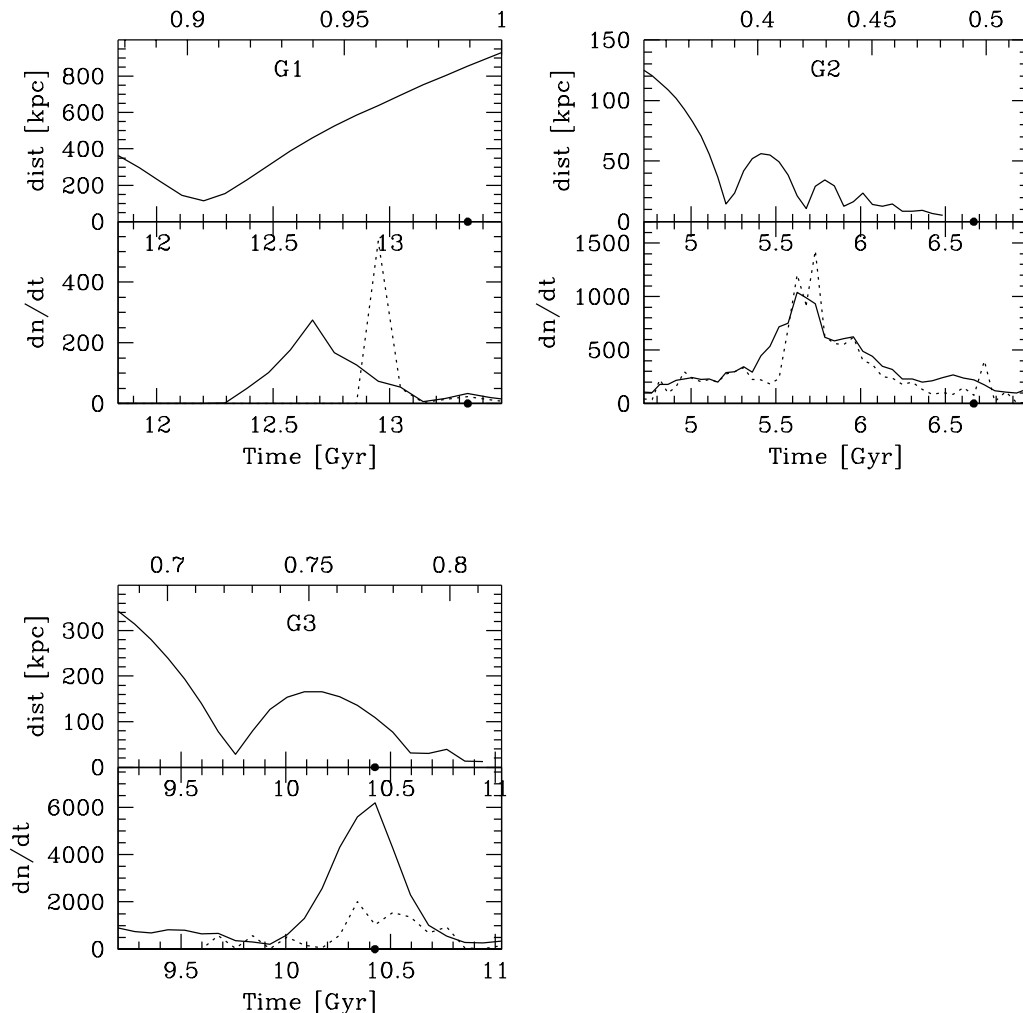 0.9 0.95 1
G1
dist [kpc]
800
600
400
200
0
12 12.5 13
dn/dt
400
200
0
12 12.5 13
Time [Gyr]
0.4 0.45 0.5
G2
dist [kpc]
150
100
50
0
5 5.5 6 6.5
dn/dt
1500
1000
500
0
5 5.5 6 6.5
Time [Gyr]
0.7 0.75 0.8
G3
dist [kpc]
300
200
100
0
9.5 10 10.5 11
dn/dt
6000
4000
2000
0
9.5 10 10.5 11
Time [Gyr]